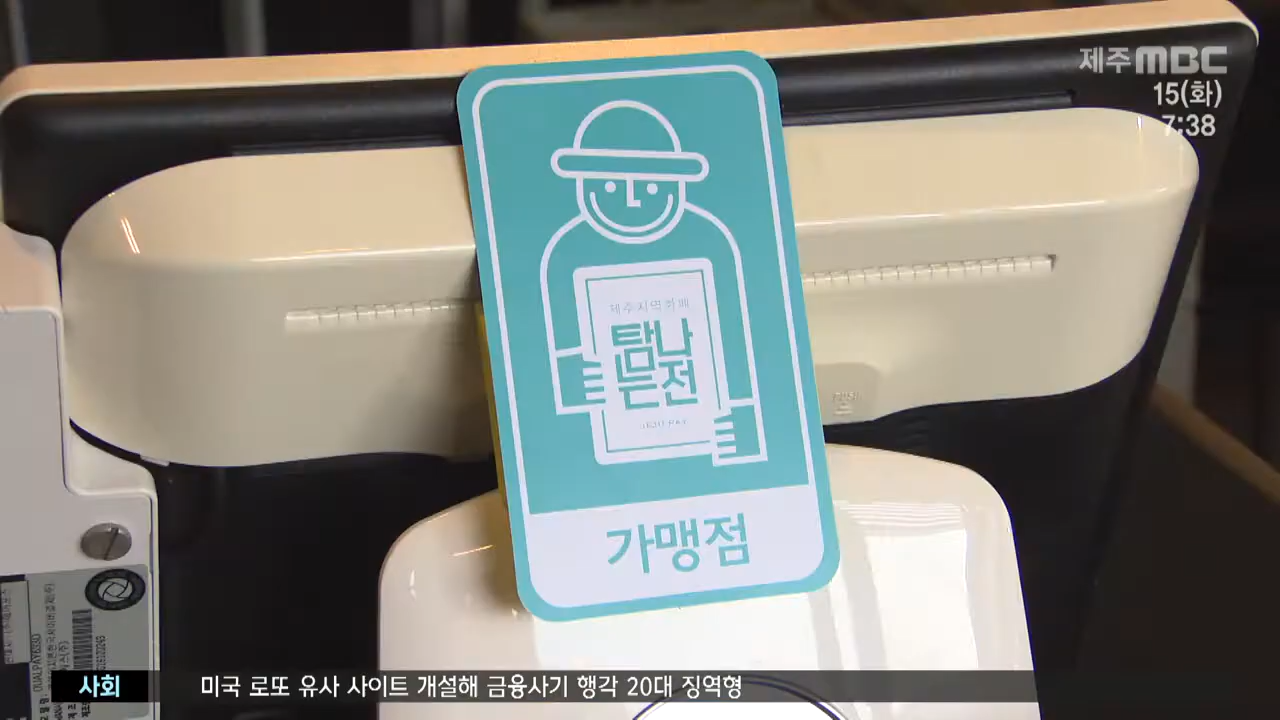 제주MBC
15(화)
7:38
제주지역화폐
탐나
는전
JEJU PAY
가맹점
사회
미국 로또 유사 사이트 개설해 금융사기 행각 20대 징역형